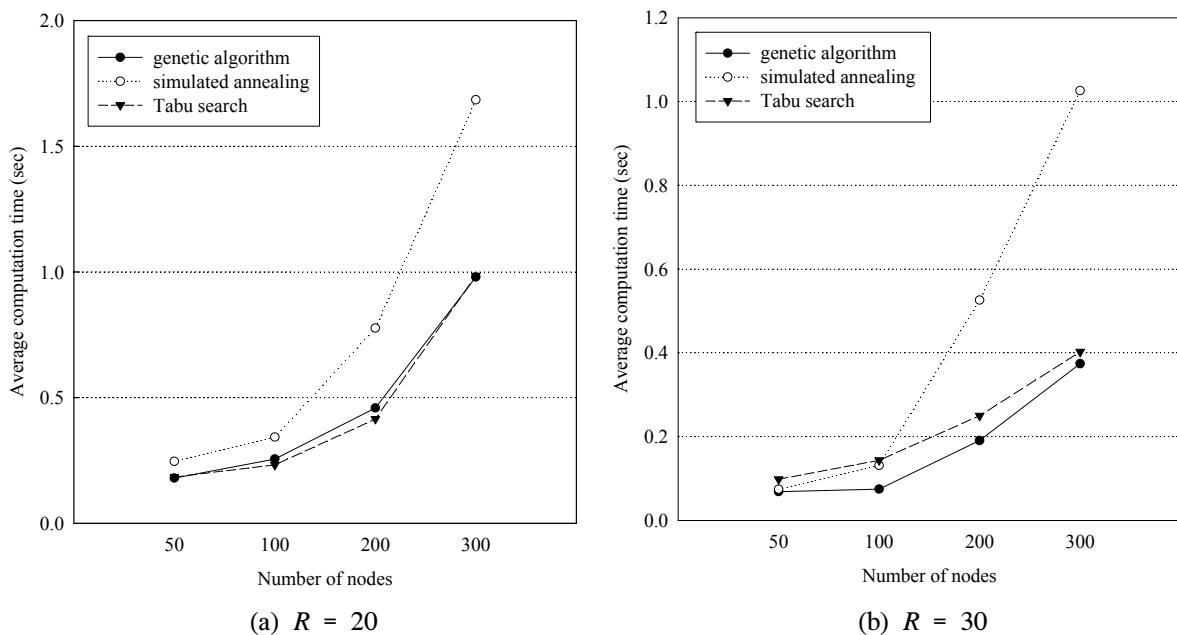 2.0
1.5
1.0
0.5
0.0
Average computation time (sec)
genetic algorithm
simulated annealing
Tabu search
50 100 200 300
Number of nodes
(a) R = 20
1.2
1.0
0.8
0.6
0.4
0.2
0.0
Average computation time (sec)
genetic algorithm
simulated annealing
Tabu search
50 100 200 300
Number of nodes
(b) R = 30